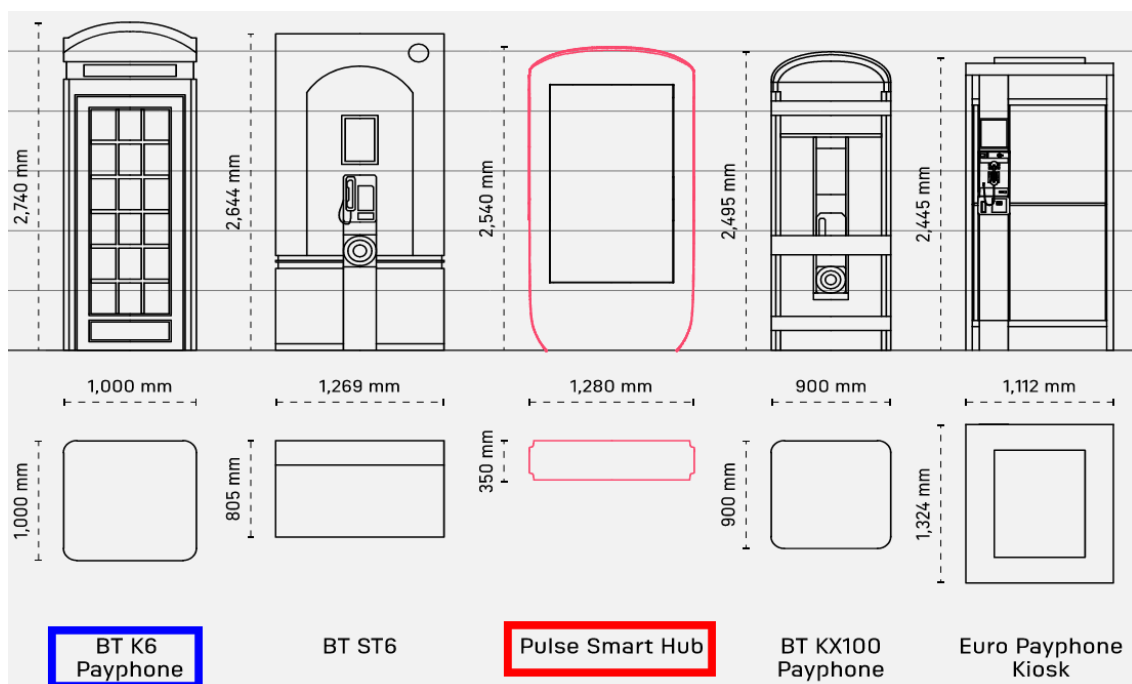 2,740 mm
2,644 mm
2,540 mm
2,495 mm
2,445 mm
1,000 mm
1,269 mm
1,280 mm
900 mm
1,112 mm
1,000 mm
805 mm
350 mm
900 mm
1,324 mm
BT K6
Payphone
BT ST6
Pulse Smart Hub
BT KX100
Payphone
Euro Payphone
Kiosk